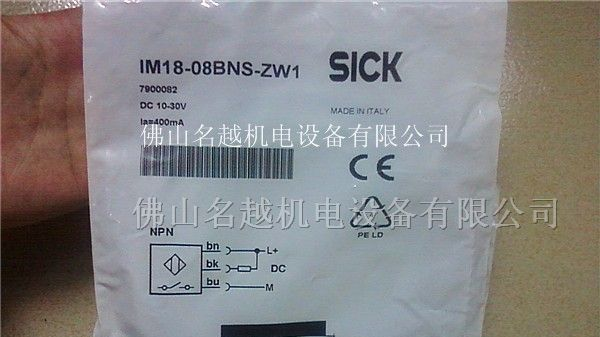 IM18-08BNS-ZW1
SICK
7900082
DC 10-30V
Ia=400mA
MADE IN ITALY
佛山名越机电设备有限公司
CE
佛山名越机电设备有限公司
PE LD
NPN
bn
L+
bk
DC
bu
M